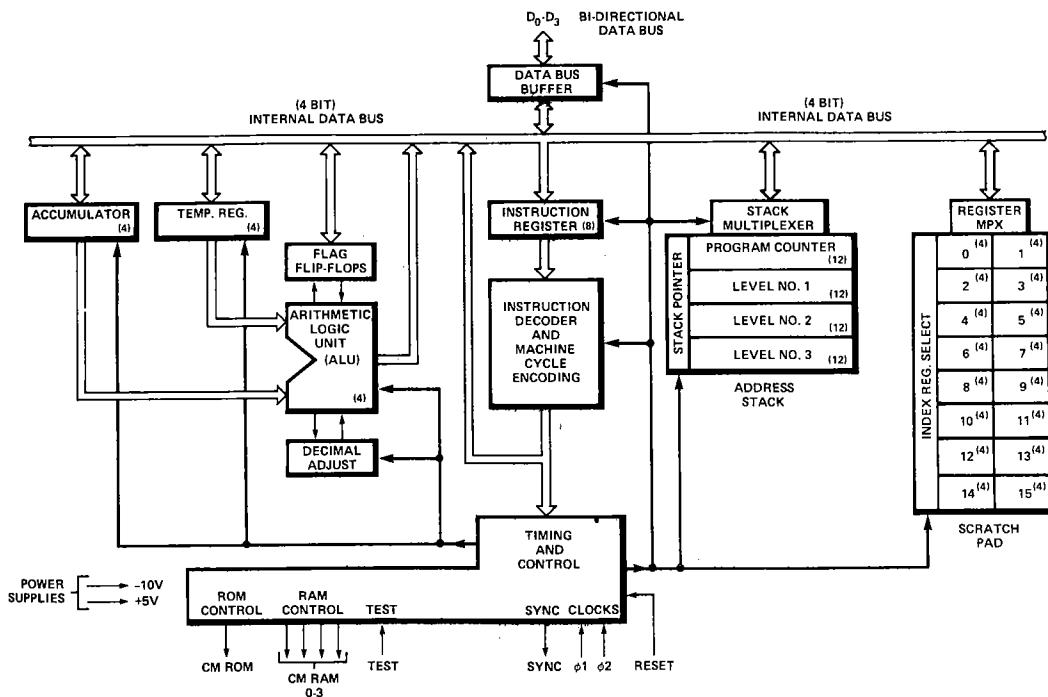 D0-D3 BI-DIRECTIONAL
DATA BUS
DATA BUS
BUFFER
(4 BIT)
INTERNAL DATA BUS
(4 BIT)
INTERNAL DATA BUS
ACCUMULATOR
(4)
TEMP. REG.
(4)
FLAG
FLIP-FLOPS
ARITHMETIC
LOGIC
UNIT
(ALU)
(4)
DECIMAL
ADJUST
INSTRUCTION
REGISTER (8)
INSTRUCTION
DECODER
AND
MACHINE
CYCLE
ENCODING
STACK
MULTIPLEXER
STACK POINTER
PROGRAM COUNTER
(12)
LEVEL NO. 1
(12)
LEVEL NO. 2
(12)
LEVEL NO. 3
(12)
ADDRESS
STACK
REGISTER
MPX
INDEX REG. SELECT
0 (4) 1 (4)
2 (4) 3 (4)
4 (4) 5 (4)
6 (4) 7 (4)
8 (4) 9 (4)
10 (4) 11 (4)
12 (4) 13 (4)
14 (4) 15 (4)
SCRATCH
PAD
TIMING
AND
CONTROL
POWER
SUPPLIES
-10V
+5V
ROM
CONTROL
RAM
CONTROL
TEST
SYNC CLOCKS
CM ROM
CM RAM
0-3
TEST
SYNC
φ1
φ2
RESET